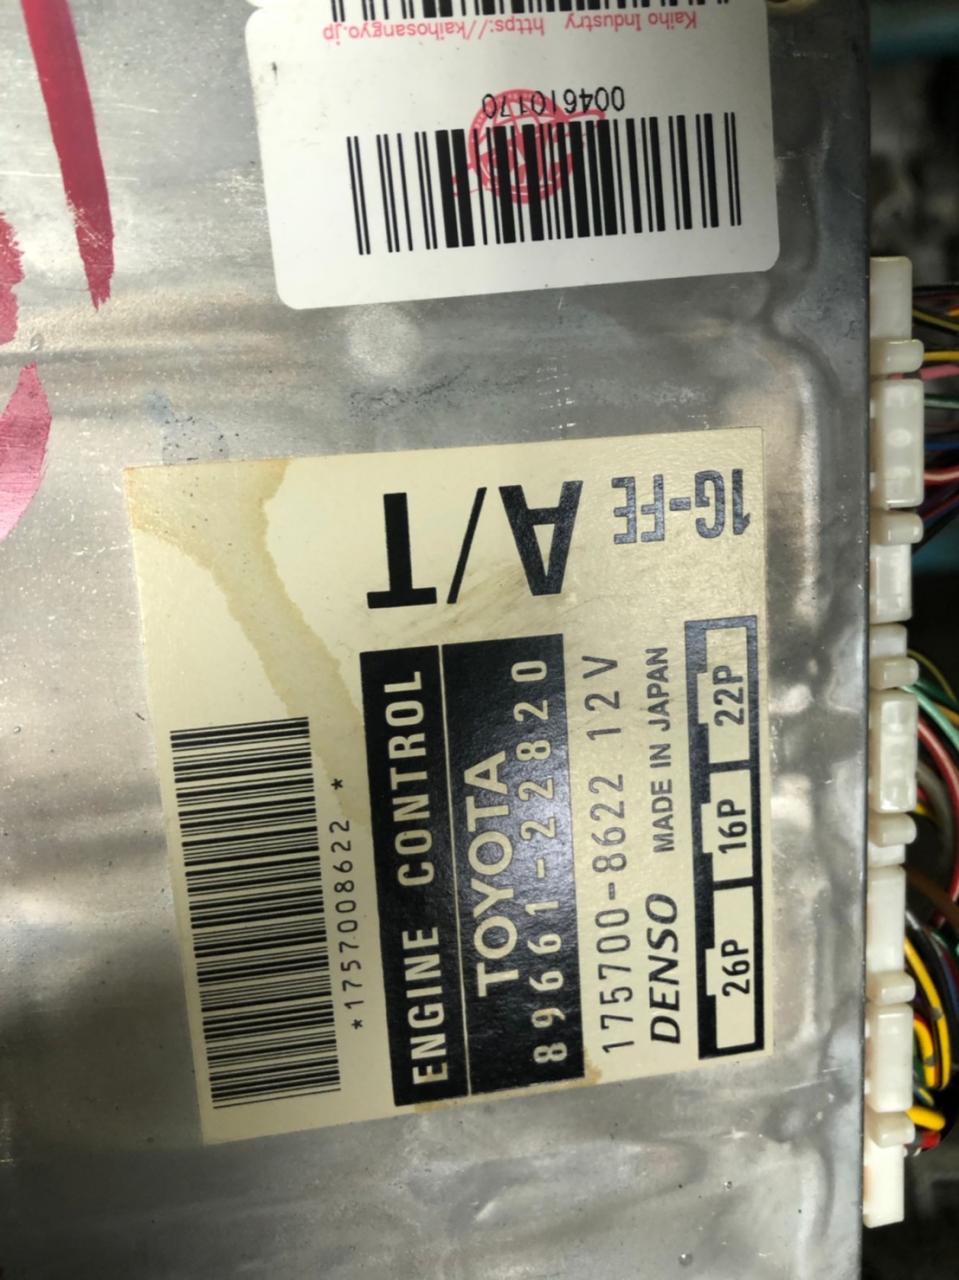 Kaiho Industry https://kaihosangyo.jp
004610170
*1757008622*
A/T
1G-FE
ENGINE CONTROL
TOYOTA
89661-22820
175700-8622 12V
DENSO MADE IN JAPAN
26P 16P 22P